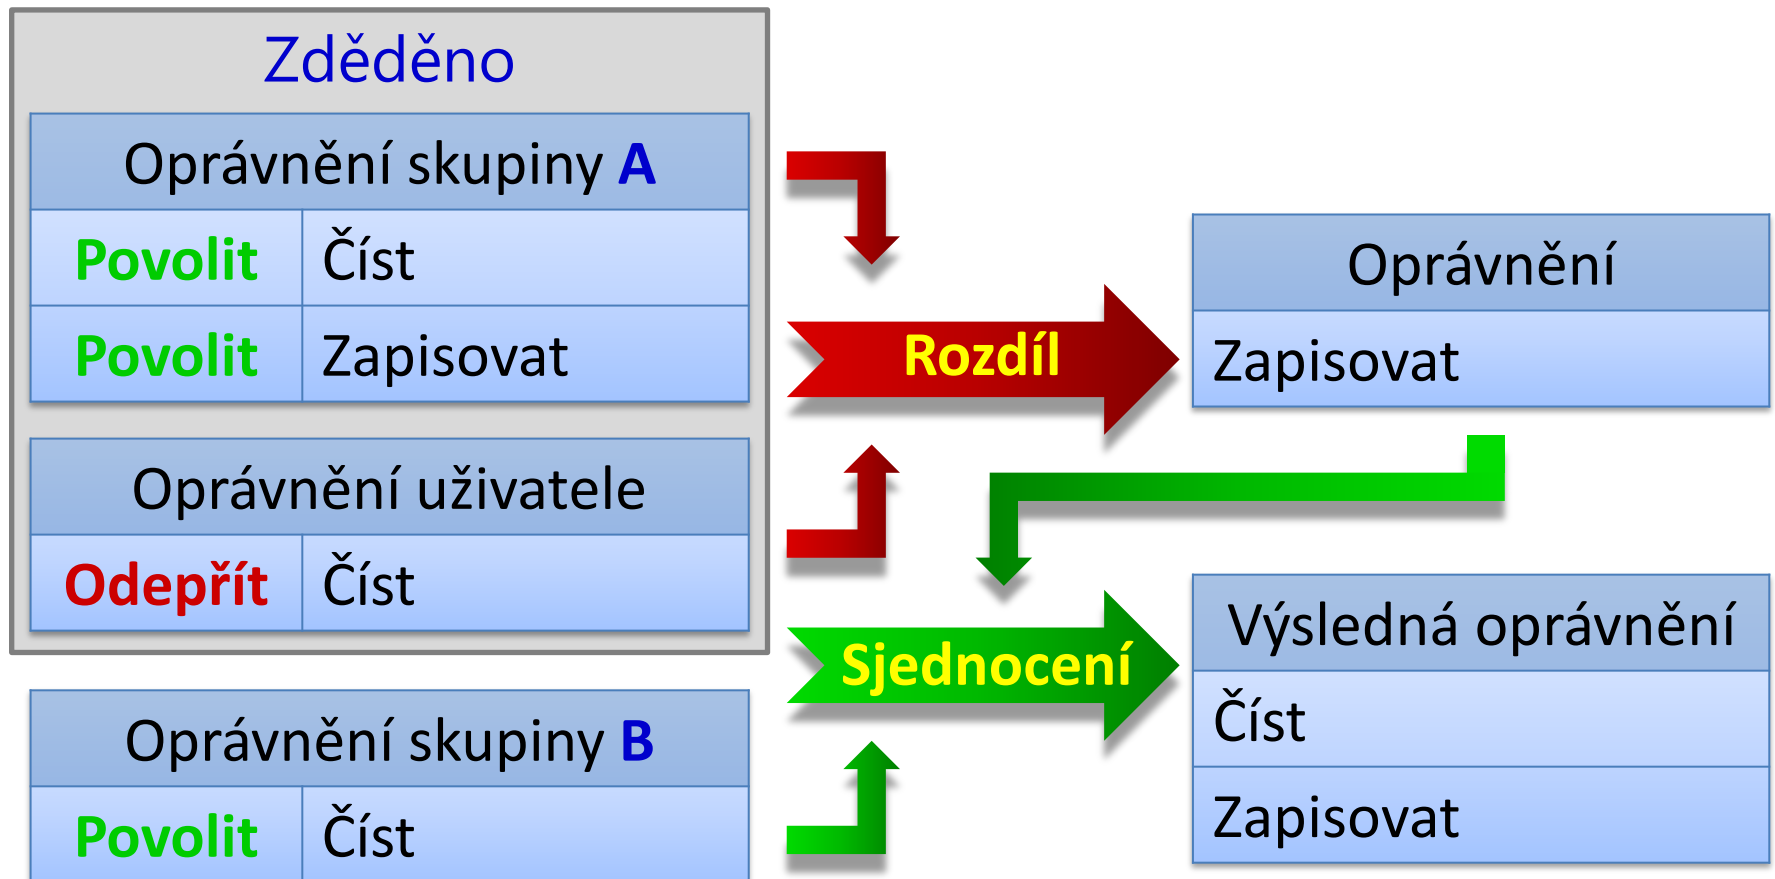 Zděděno
Oprávnění skupiny A
Povolit Číst
Povolit Zapisovat
Oprávnění uživatele
Odepřít Číst
Oprávnění skupiny B
Povolit Číst
Rozdíl
Oprávnění
Zapisovat
Sjednocení
Výsledná oprávnění
Číst
Zapisovat